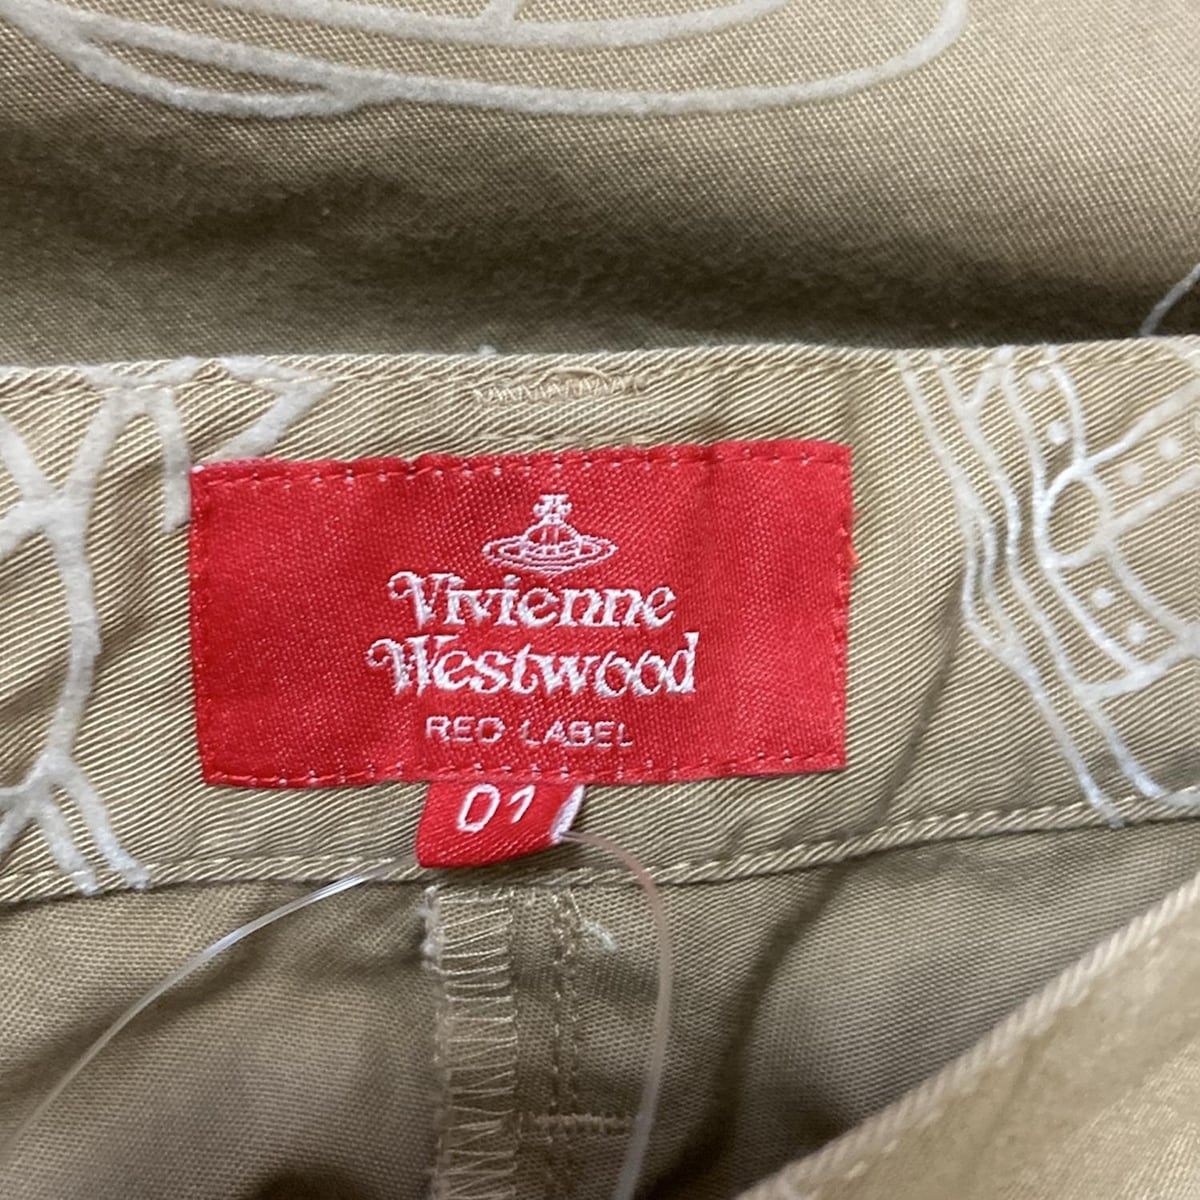 Vivienne
Westwood
RED LABEL
01